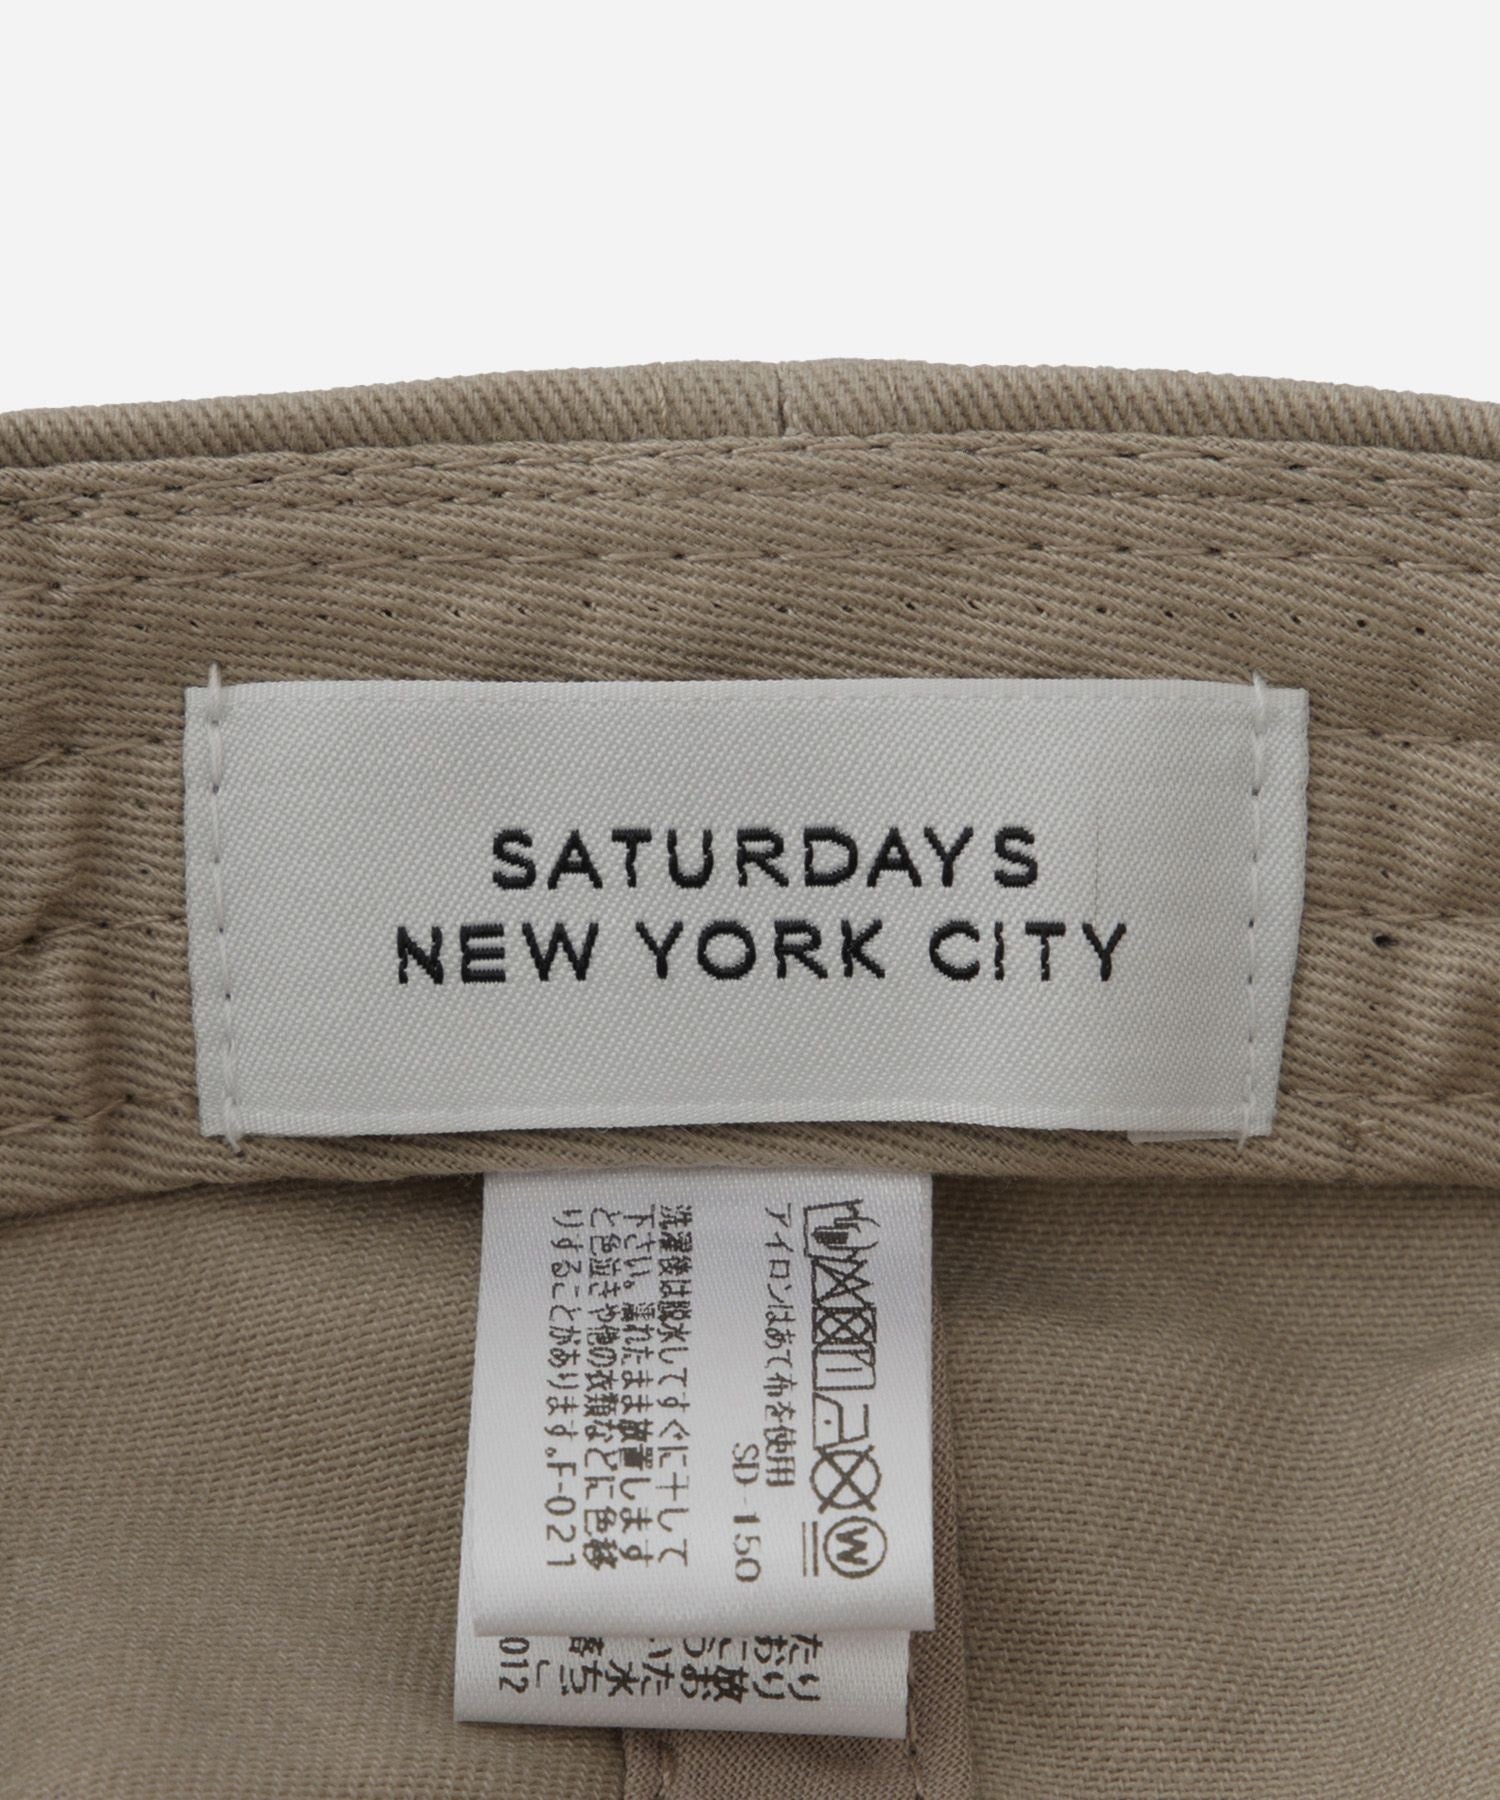 SATURDAYS
NEW YORK CITY
アイロンはあて布を使用
SD-150
洗濯後は脱水してすぐに干して
下さい。濡れたまま放置します
と色泣きや他の衣類などに色移
りすることがあります。F-021
W
012